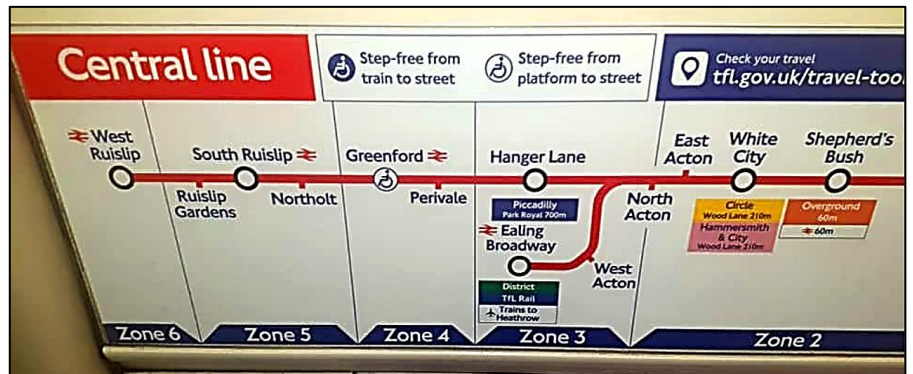 Central line
Step-free from
train to street
Step-free from
platform to street
Check your travel
tfl.gov.uk/travel-too
West
Ruislip
Ruislip
Gardens
South Ruislip
Northolt
Greenford
Perivale
Hanger Lane
Piccadilly
Park Royal 700m
Ealing
Broadway
District
TfL Rail
Trains to
Heathrow
West
Acton
North
Acton
East
Acton
White
City
Circle
Wood Lane 210m
Hammersmith
& City
Wood Lane 210m
Shepherd's
Bush
Overground
60m
60m
Zone 6
Zone 5
Zone 4
Zone 3
Zone 2